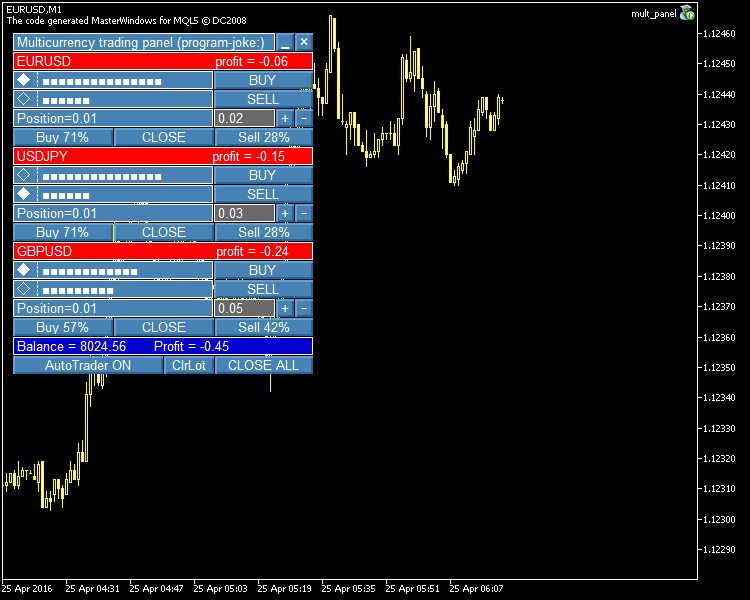 EURUSD,M1
The code generated MasterWindows for MQL5 © DC2008
mult_panel
Multicurrency trading panel (program-joke:) _ ×
EURUSD profit = -0.06
BUY
SELL
Position=0.01 0.02 + -
Buy 71% CLOSE Sell 28%
USDJPY profit = -0.15
BUY
SELL
Position=0.01 0.03 + -
Buy 71% CLOSE Sell 28%
GBPUSD profit = -0.24
BUY
SELL
Position=0.01 0.05 + -
Buy 57% CLOSE Sell 42%
Balance = 8024.56 Profit = -0.45
AutoTrader ON ClrLot CLOSE ALL
1.12460
1.12450
1.12440
1.12430
1.12420
1.12410
1.12400
1.12390
1.12380
1.12370
1.12360
1.12350
1.12340
1.12330
1.12320
1.12310
1.12300
1.12290
25 Apr 2016 25 Apr 04:31 25 Apr 04:47 25 Apr 05:03 25 Apr 05:19 25 Apr 05:35 25 Apr 05:51 25 Apr 06:07